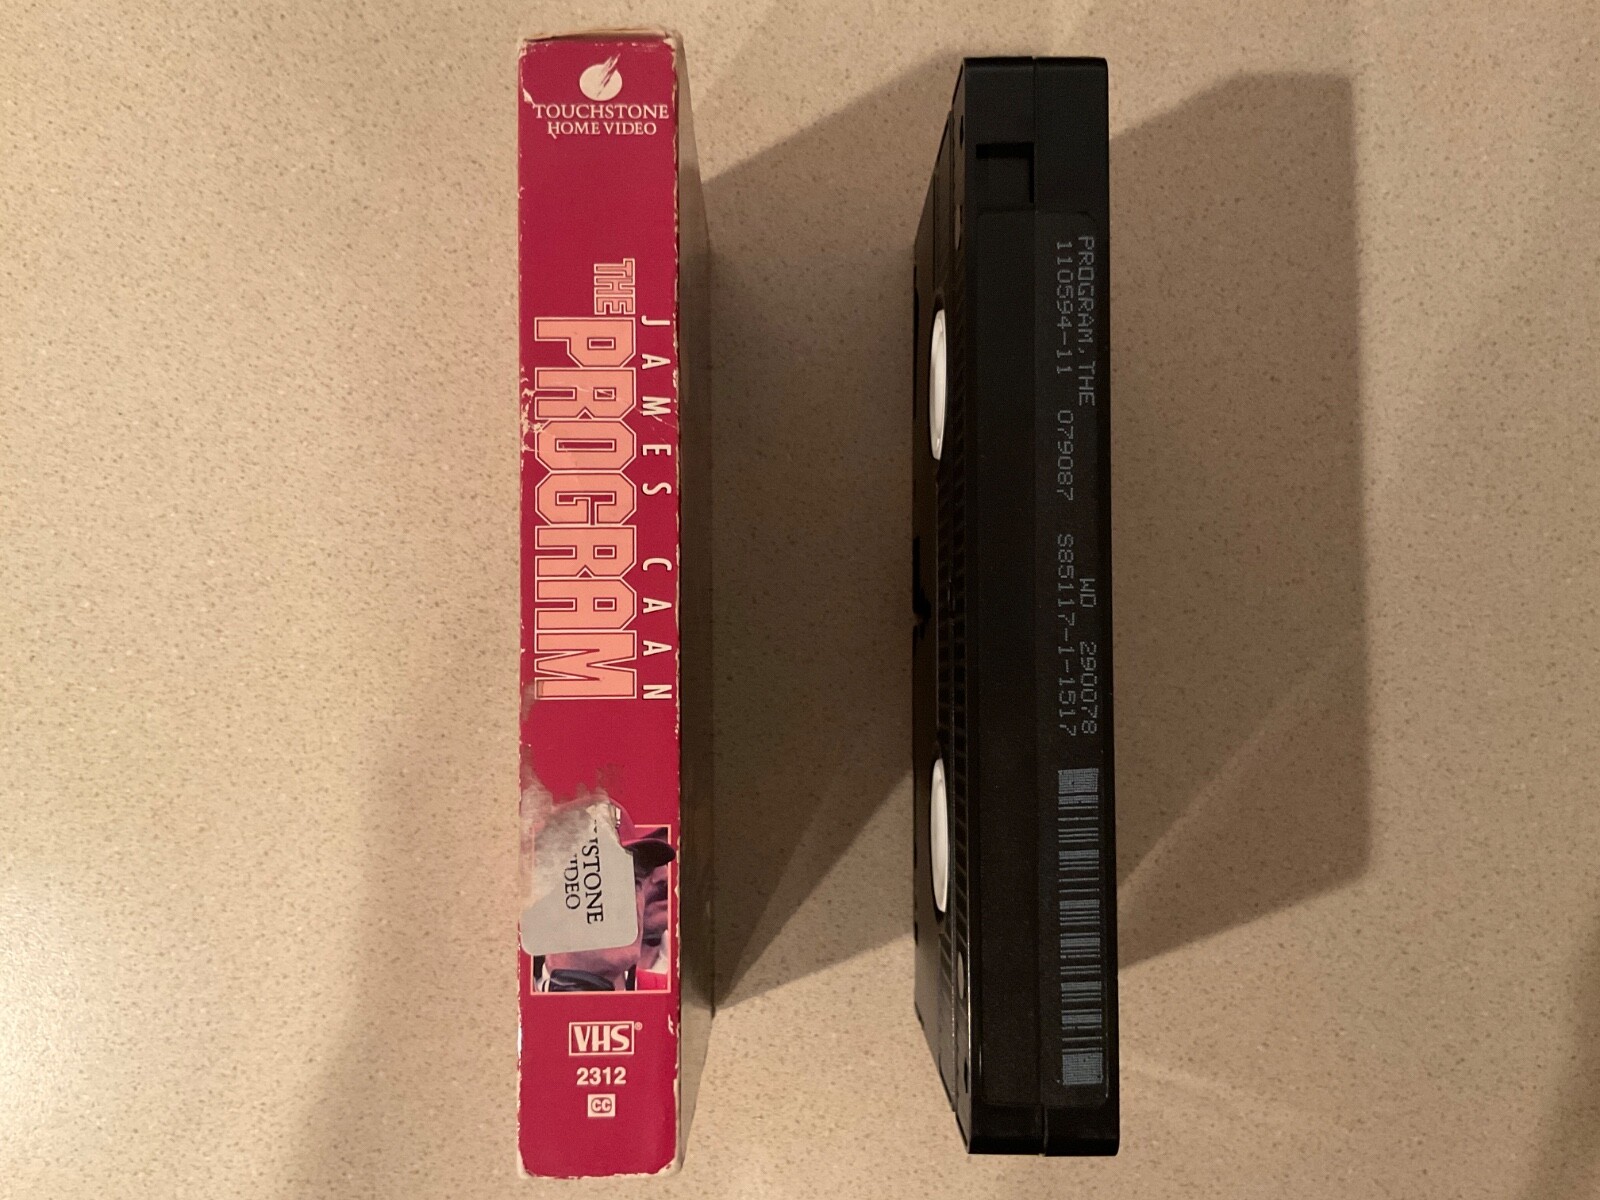 TOUCHSTONE
HOME VIDEO
JAMES CAAN
THE
PROGRAM
STONE
VHS®
2312
CC
PROGRAM, THE WD 290078
110594-11 079087 S85117-1-1517